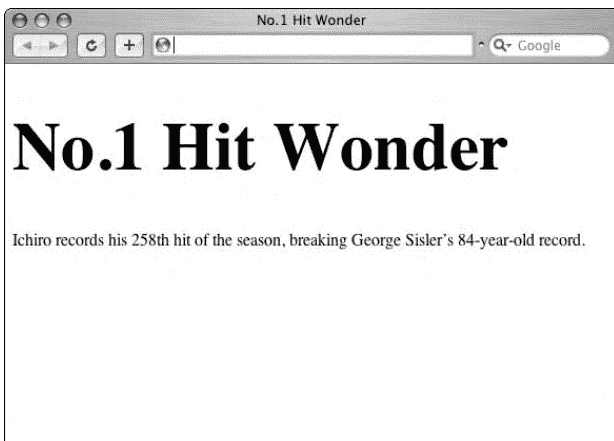 No.1 Hit Wonder
Google
No.1 Hit Wonder
Ichiro records his 258th hit of the season, breaking George Sisler's 84-year-old record.